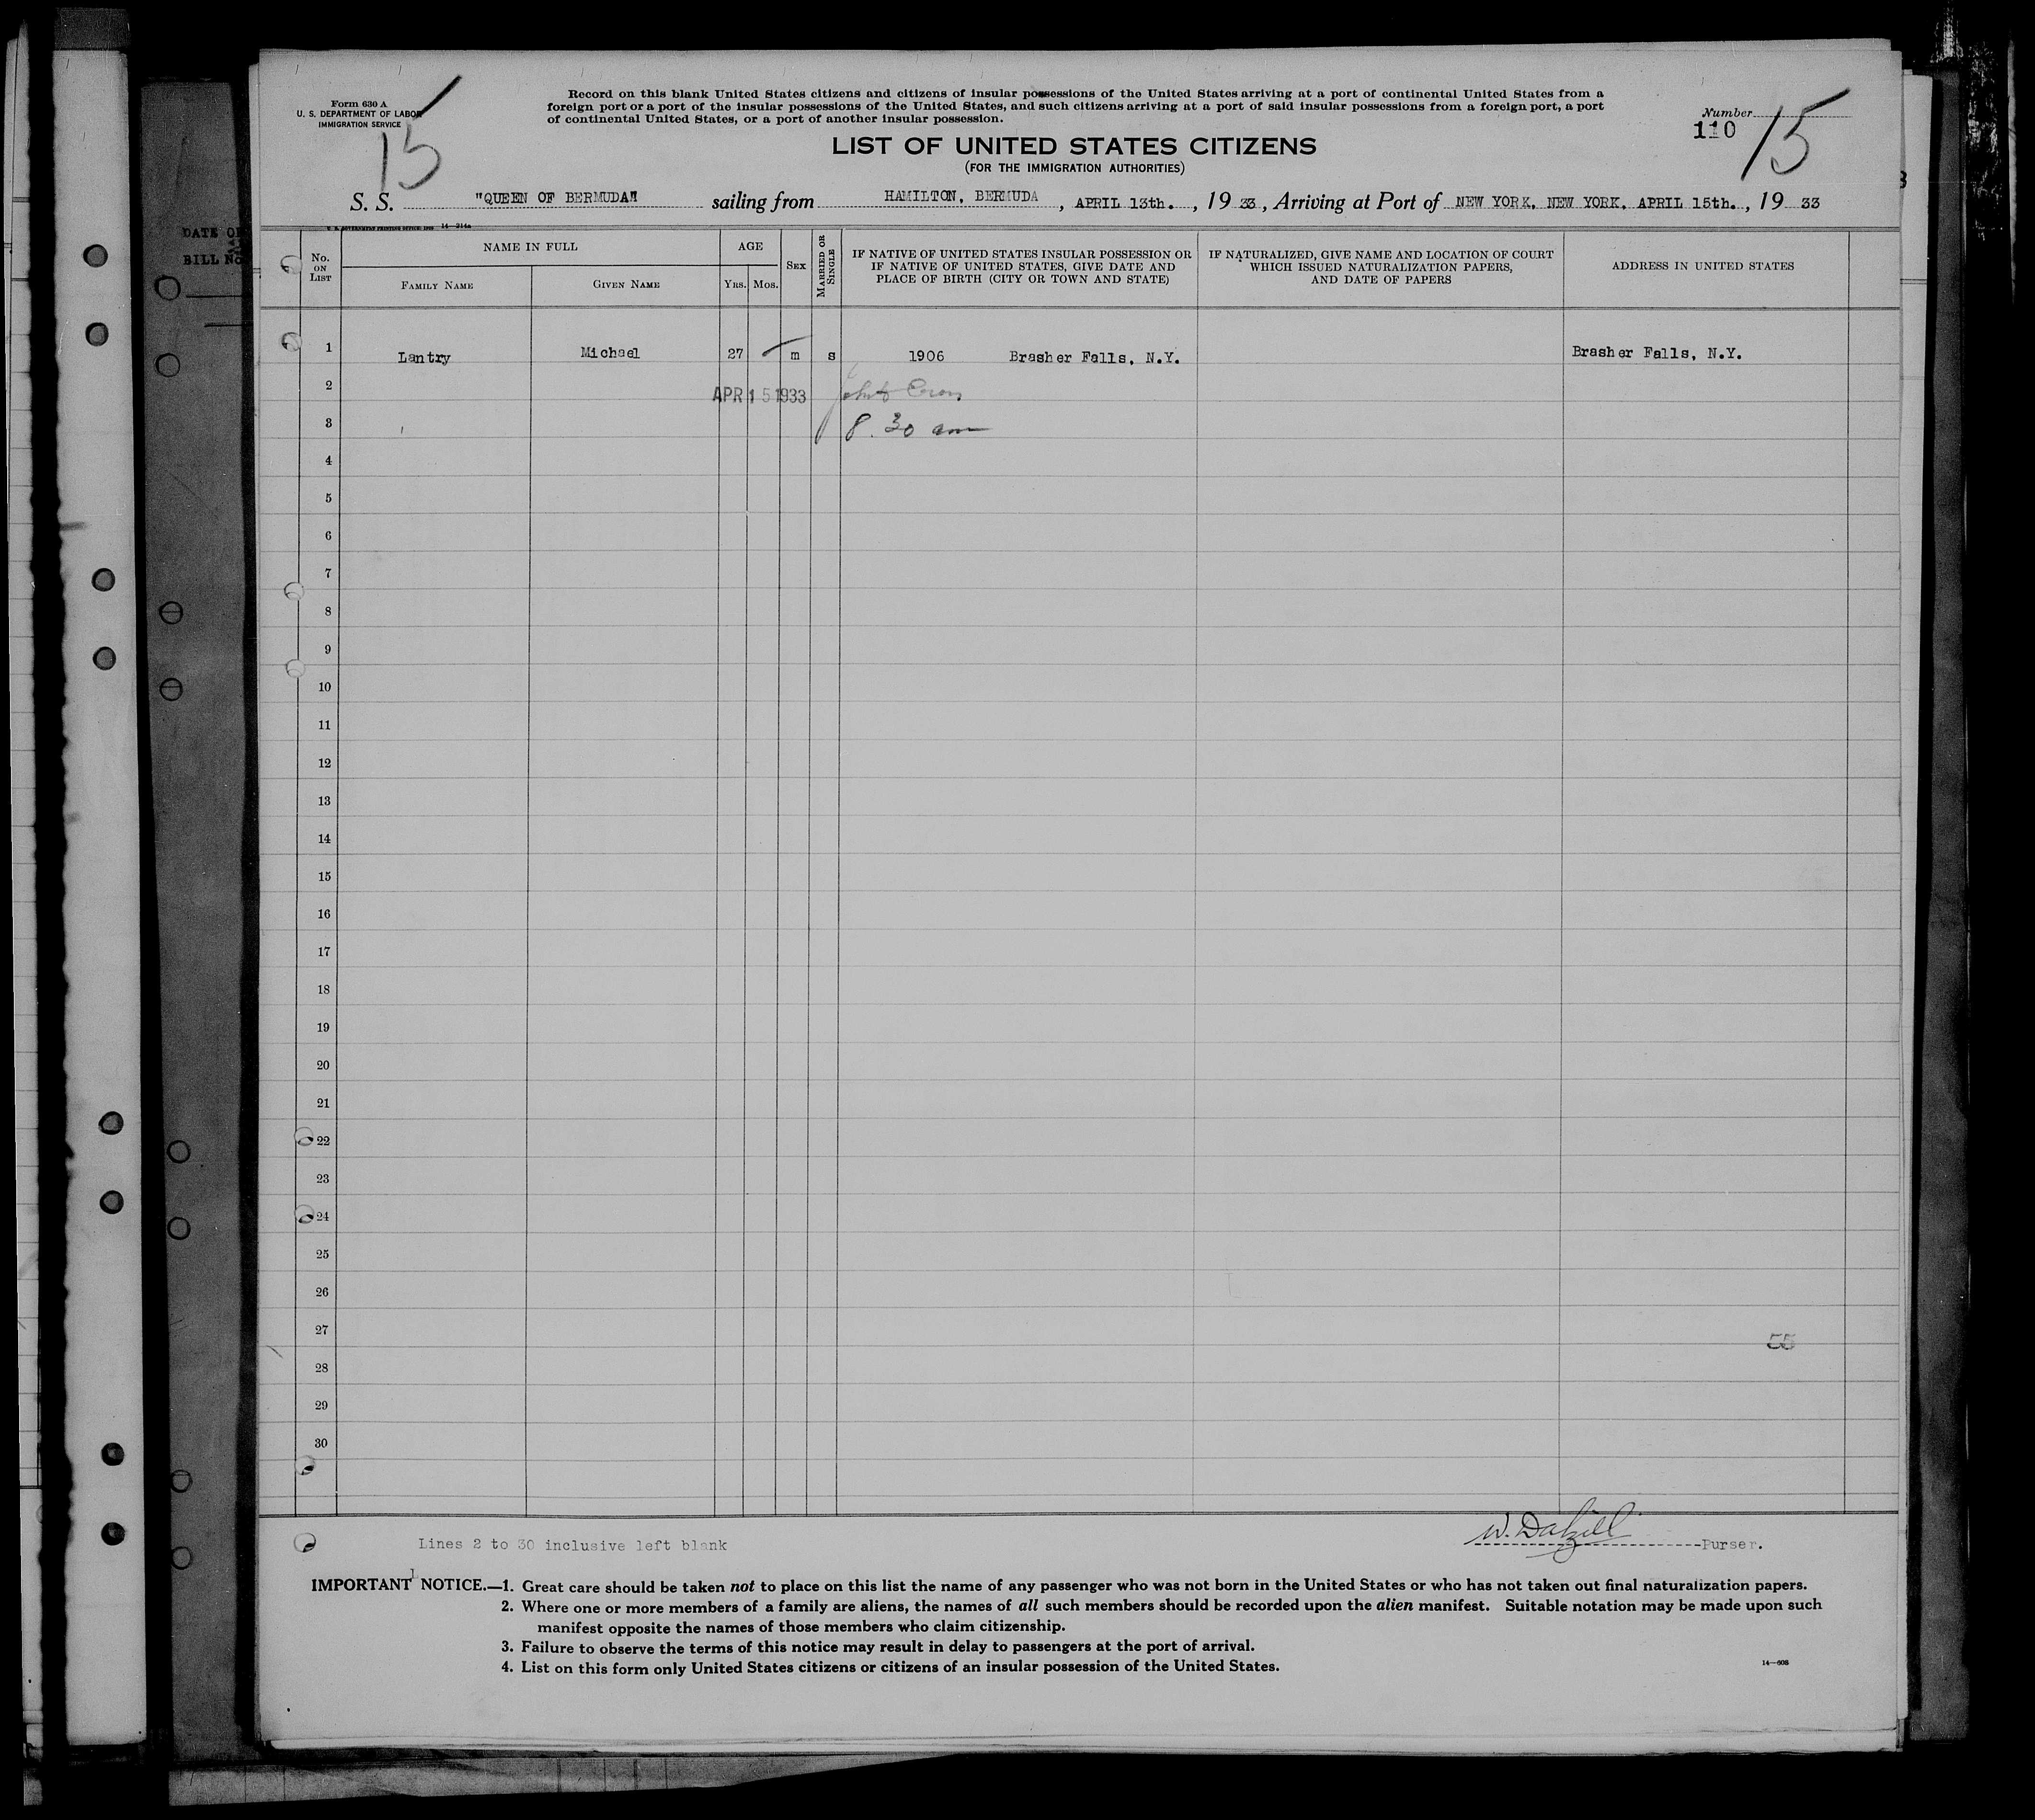 Form 630 A
U. S. DEPARTMENT OF LABOR
IMMIGRATION SERVICE
15
Record on this blank United States citizens and citizens of insular possessions of the United States arriving at a port of continental United States from a
foreign port or a port of the insular possessions of the United States, and such citizens arriving at a port of said insular possessions from a foreign port, a port
of continental United States, or a port of another insular possession.
Number
110
15
LIST OF UNITED STATES CITIZENS
(FOR THE IMMIGRATION AUTHORITIES)
S. S. "QUEEN OF BERMUDA" sailing from HAMILTON, BERMUDA, APRIL 13th., 19 33, Arriving at Port of NEW YORK, NEW YORK, APRIL 15th., 19 33
DATE OF
BILL No
No. ON LIST
NAME IN FULL
FAMILY NAME
GIVEN NAME
AGE
YRS. MOS.
SEX
MARRIED OR SINGLE
IF NATIVE OF UNITED STATES INSULAR POSSESSION OR
IF NATIVE OF UNITED STATES, GIVE DATE AND
PLACE OF BIRTH (CITY OR TOWN AND STATE)
IF NATURALIZED, GIVE NAME AND LOCATION OF COURT
WHICH ISSUED NATURALIZATION PAPERS,
AND DATE OF PAPERS
ADDRESS IN UNITED STATES
1 Lantry Michael 27 m s 1906 Brasher Falls, N.Y. Brasher Falls, N.Y.
2 APR 15 1933
3 8.30 am
4
5
6
7
8
9
10
11
12
13
14
15
16
17
18
19
20
21
22
23
24
25
26
27
55
28
29
30
W. Dalziell
Lines 2 to 30 inclusive left blank
Purser.
IMPORTANT NOTICE.—1. Great care should be taken not to place on this list the name of any passenger who was not born in the United States or who has not taken out final naturalization papers.
2. Where one or more members of a family are aliens, the names of all such members should be recorded upon the alien manifest. Suitable notation may be made upon such
manifest opposite the names of those members who claim citizenship.
3. Failure to observe the terms of this notice may result in delay to passengers at the port of arrival.
4. List on this form only United States citizens or citizens of an insular possession of the United States.
14—608